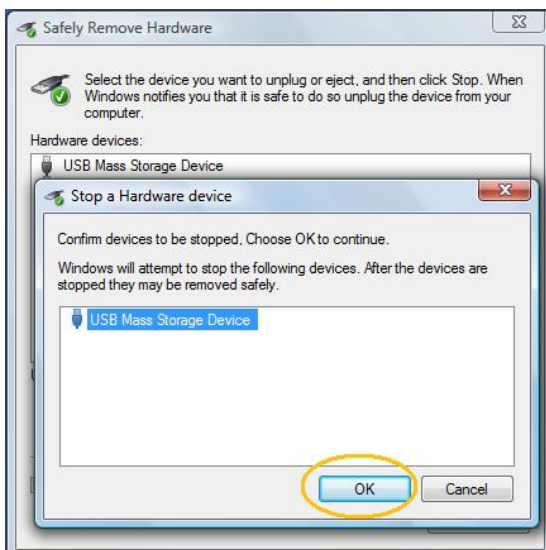 Safely Remove Hardware
Select the device you want to unplug or eject, and then click Stop. When
Windows notifies you that it is safe to do so unplug the device from your
computer.
Hardware devices:
USB Mass Storage Device
Stop a Hardware device
Confirm devices to be stopped, Choose OK to continue.
Windows will attempt to stop the following devices. After the devices are
stopped they may be removed safely.
USB Mass Storage Device
OK
Cancel